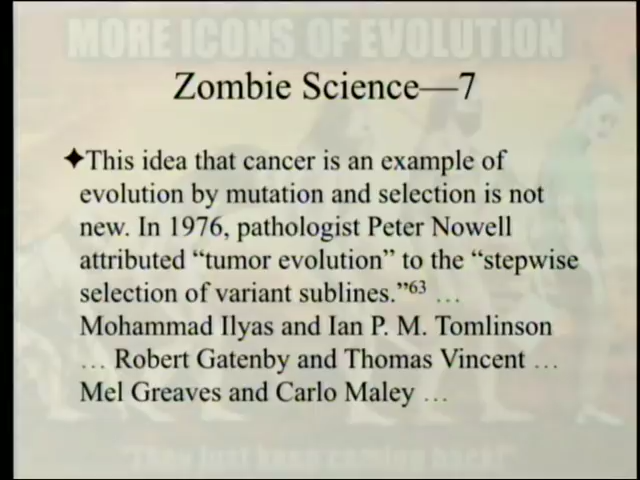 MORE ICONS OF EVOLUTION
Zombie Science—7
✦This idea that cancer is an example of
evolution by mutation and selection is not
new. In 1976, pathologist Peter Nowell
attributed “tumor evolution” to the “stepwise
selection of variant sublines.”63 …
Mohammad Ilyas and Ian P. M. Tomlinson
… Robert Gatenby and Thomas Vincent …
Mel Greaves and Carlo Maley …
"They just keep coming back!"